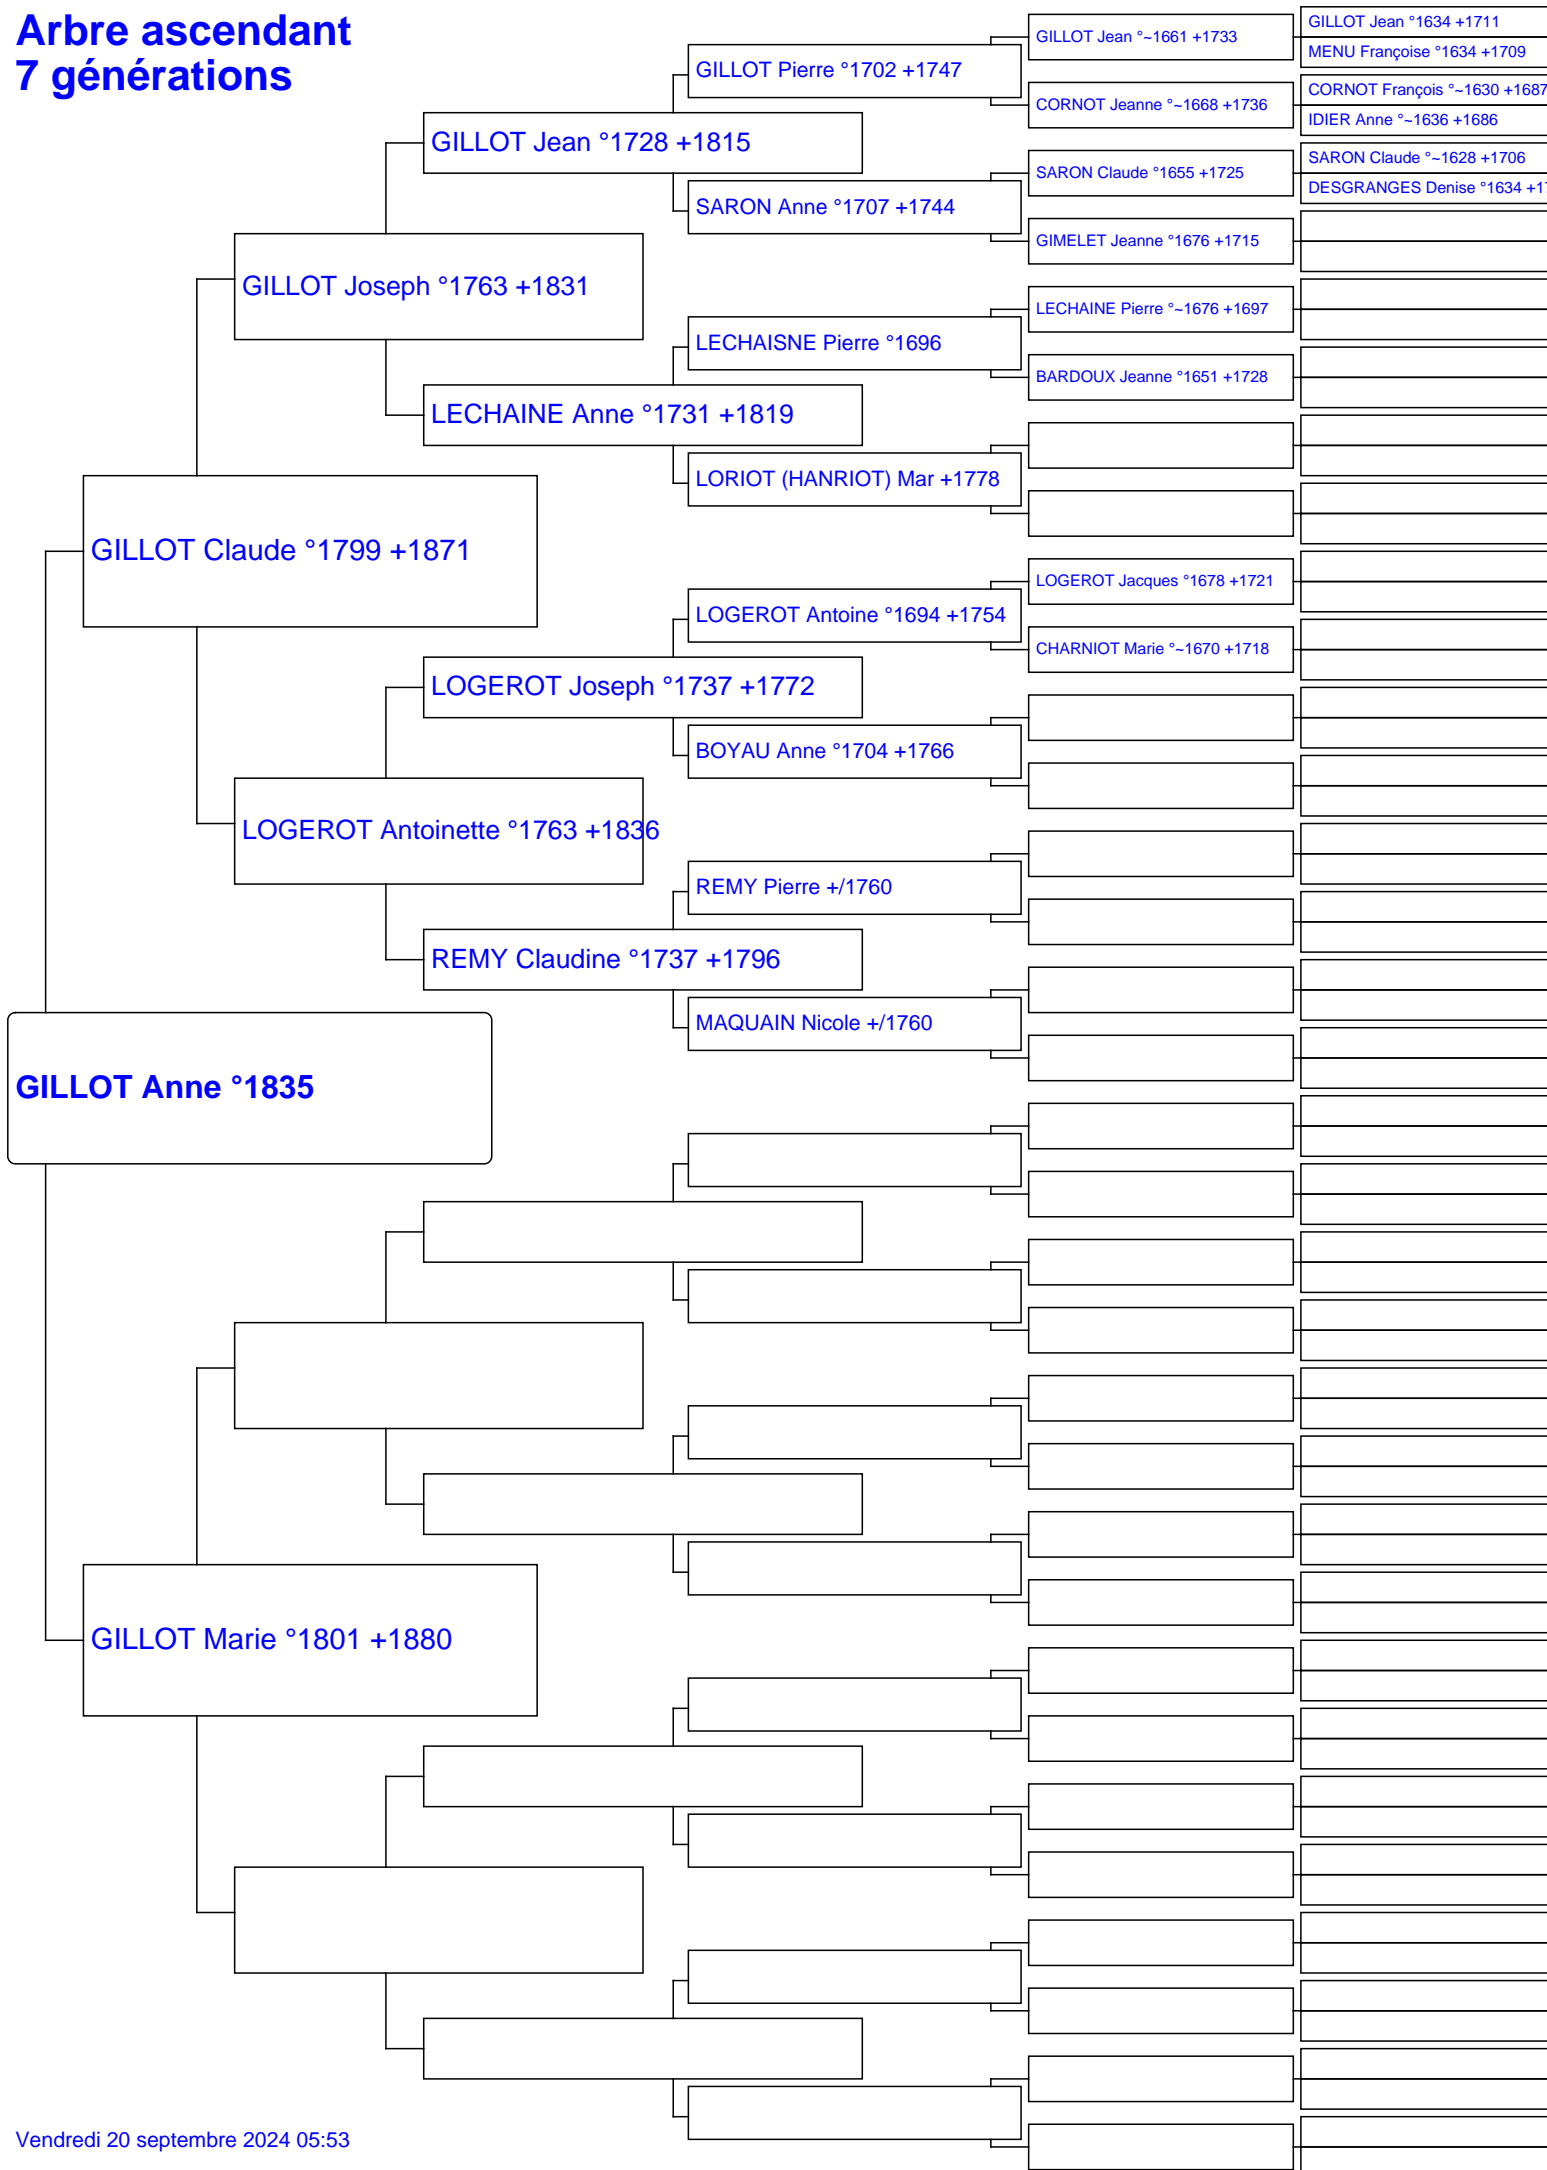 Arbre ascendant
7 générations
GILLOT Jean °1634 +1711
GILLOT Jean °~1661 +1733
MENU Françoise °1634 +1709
GILLOT Pierre °1702 +1747
CORNOT François °~1630 +1687
CORNOT Jeanne °~1668 +1736
IDIER Anne °~1636 +1686
GILLOT Jean °1728 +1815
SARON Claude °~1628 +1706
SARON Claude °1655 +1725
DESGRANGES Denise °1634 +17
SARON Anne °1707 +1744
GIMELET Jeanne °1676 +1715
GILLOT Joseph °1763 +1831
LECHAINE Pierre °~1676 +1697
LECHAISNE Pierre °1696
BARDOUX Jeanne °1651 +1728
LECHAINE Anne °1731 +1819
LORIOT (HANRIOT) Mar +1778
GILLOT Claude °1799 +1871
LOGEROT Jacques °1678 +1721
LOGEROT Antoine °1694 +1754
CHARNIOT Marie °~1670 +1718
LOGEROT Joseph °1737 +1772
BOYAU Anne °1704 +1766
LOGEROT Antoinette °1763 +1836
REMY Pierre +/1760
REMY Claudine °1737 +1796
MAQUAIN Nicole +/1760
GILLOT Anne °1835
GILLOT Marie °1801 +1880
Vendredi 20 septembre 2024 05:53